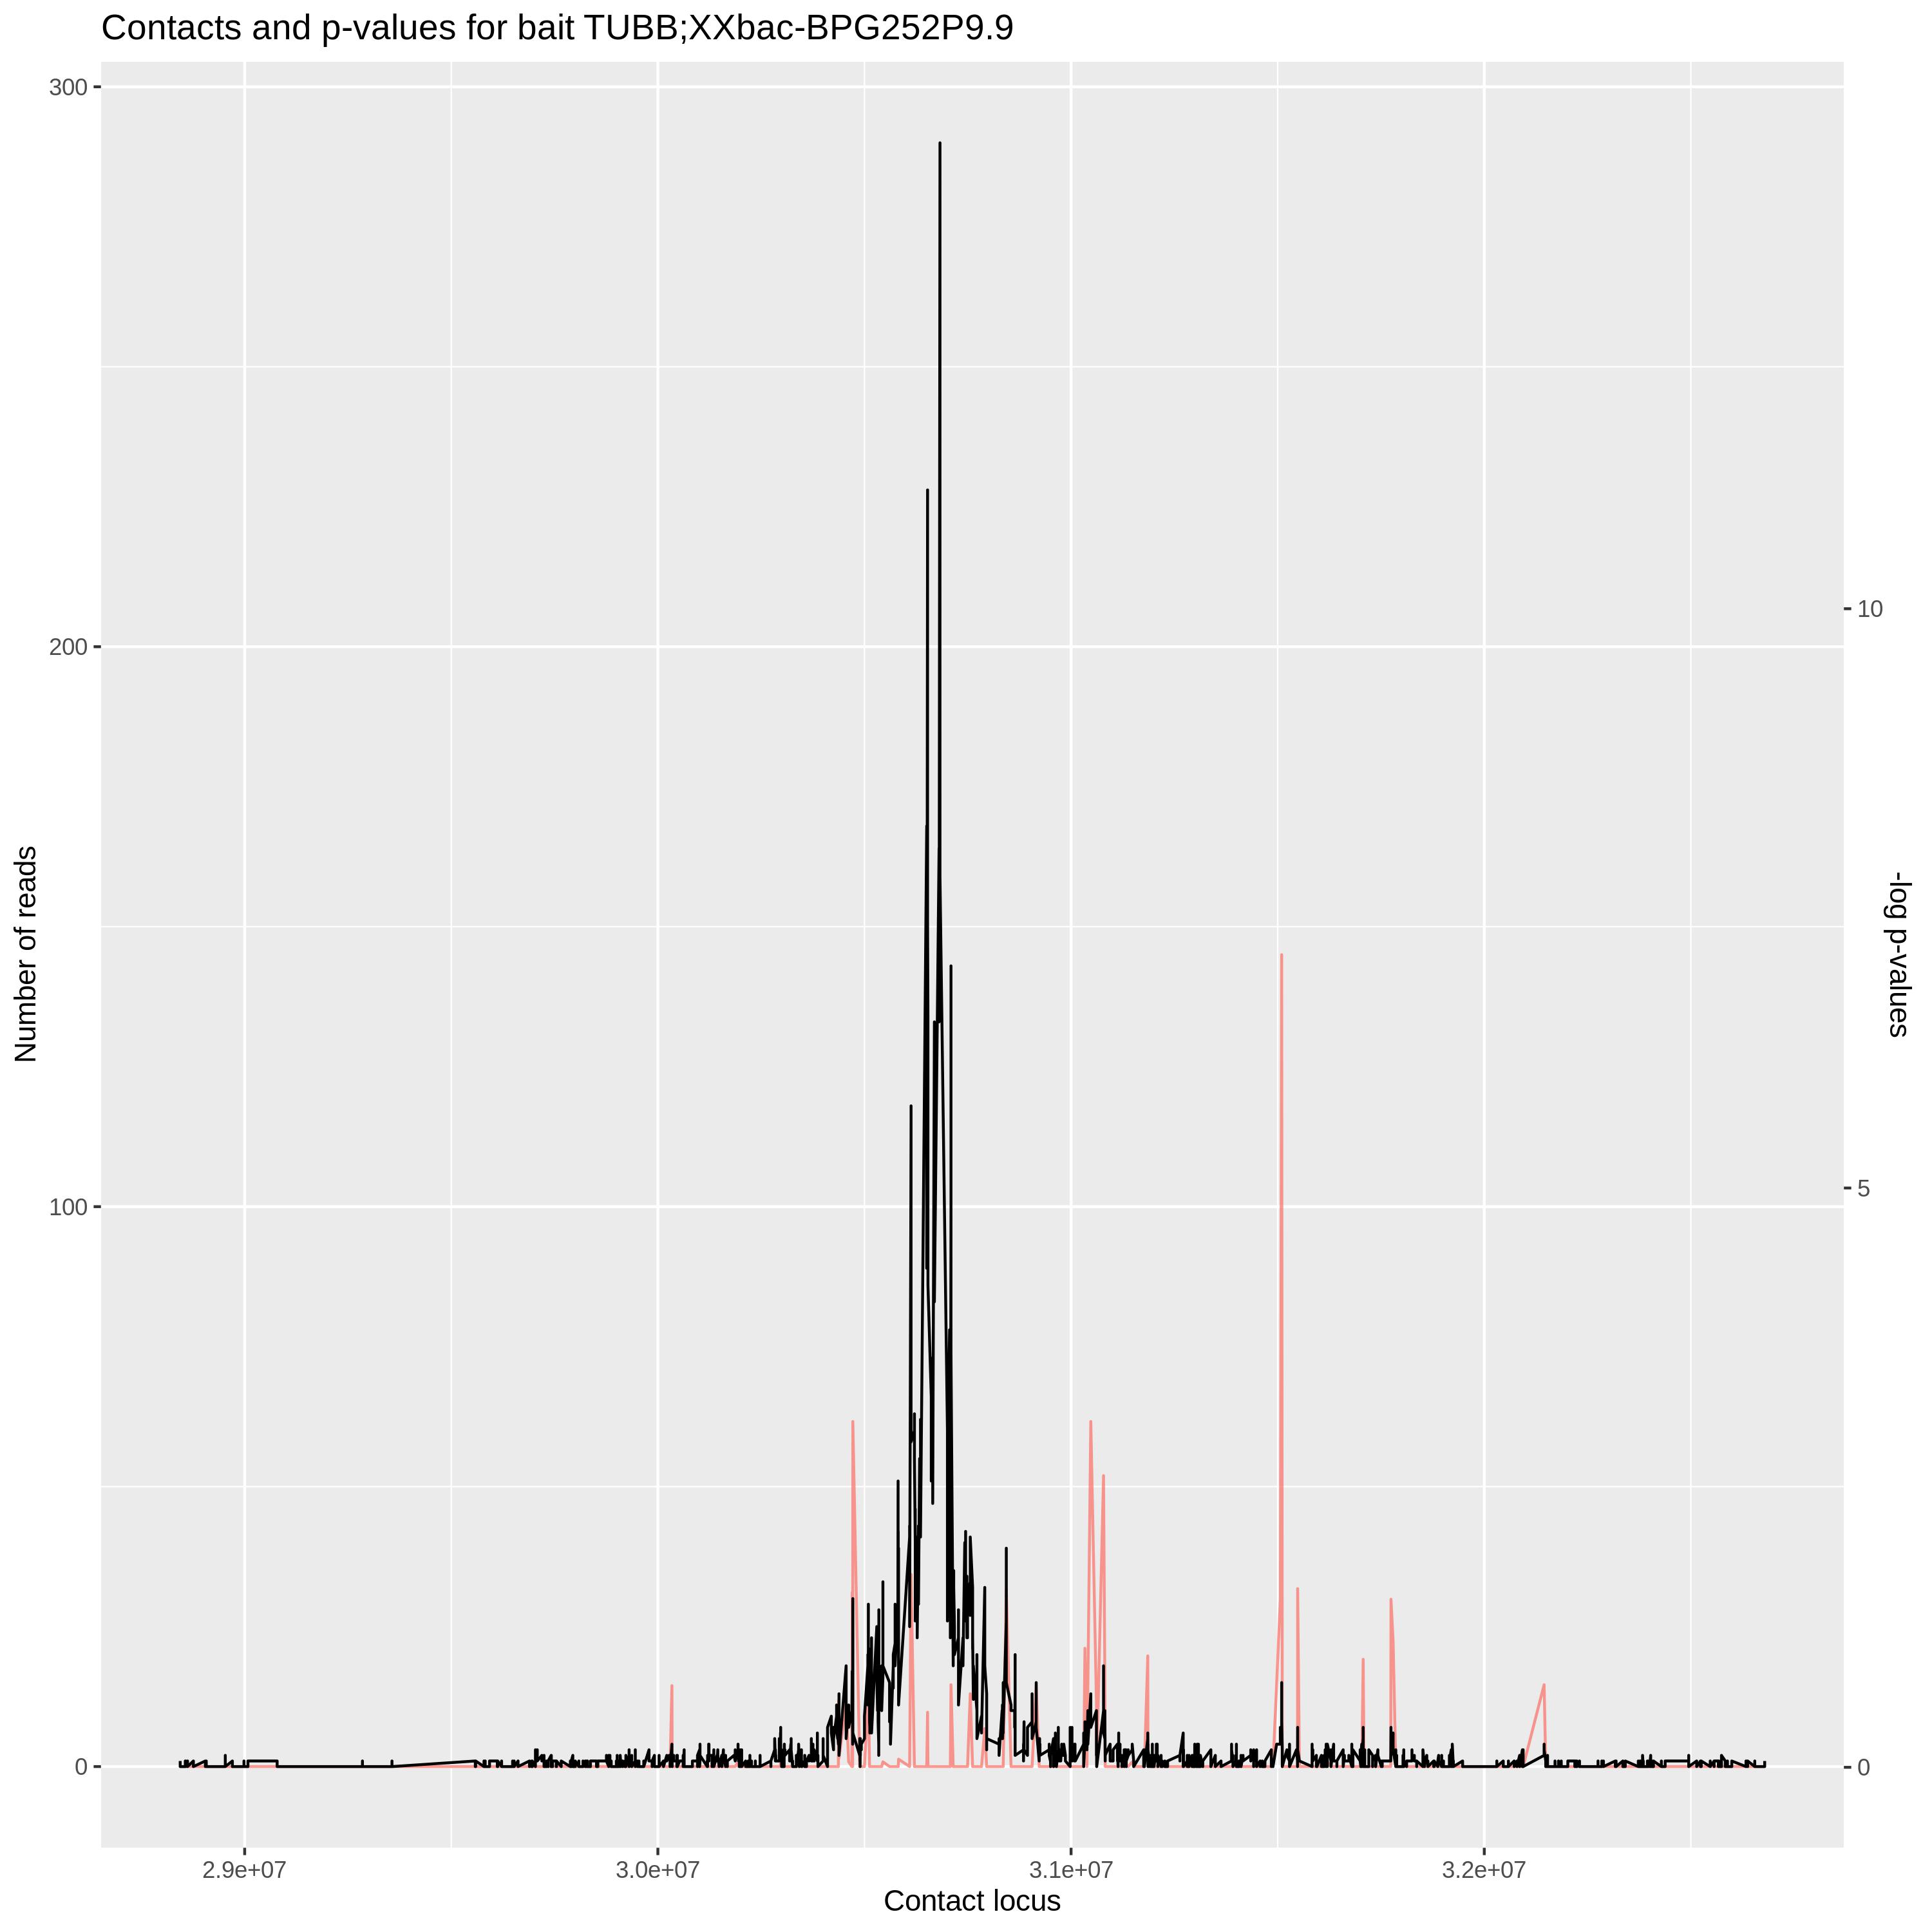 Contacts and p-values for bait TUBB;XXbac-BPG252P9.9
300
200
100
0
Number of reads
10
5
0
-log p-values
2.9e+07
3.0e+07
3.1e+07
3.2e+07
Contact locus